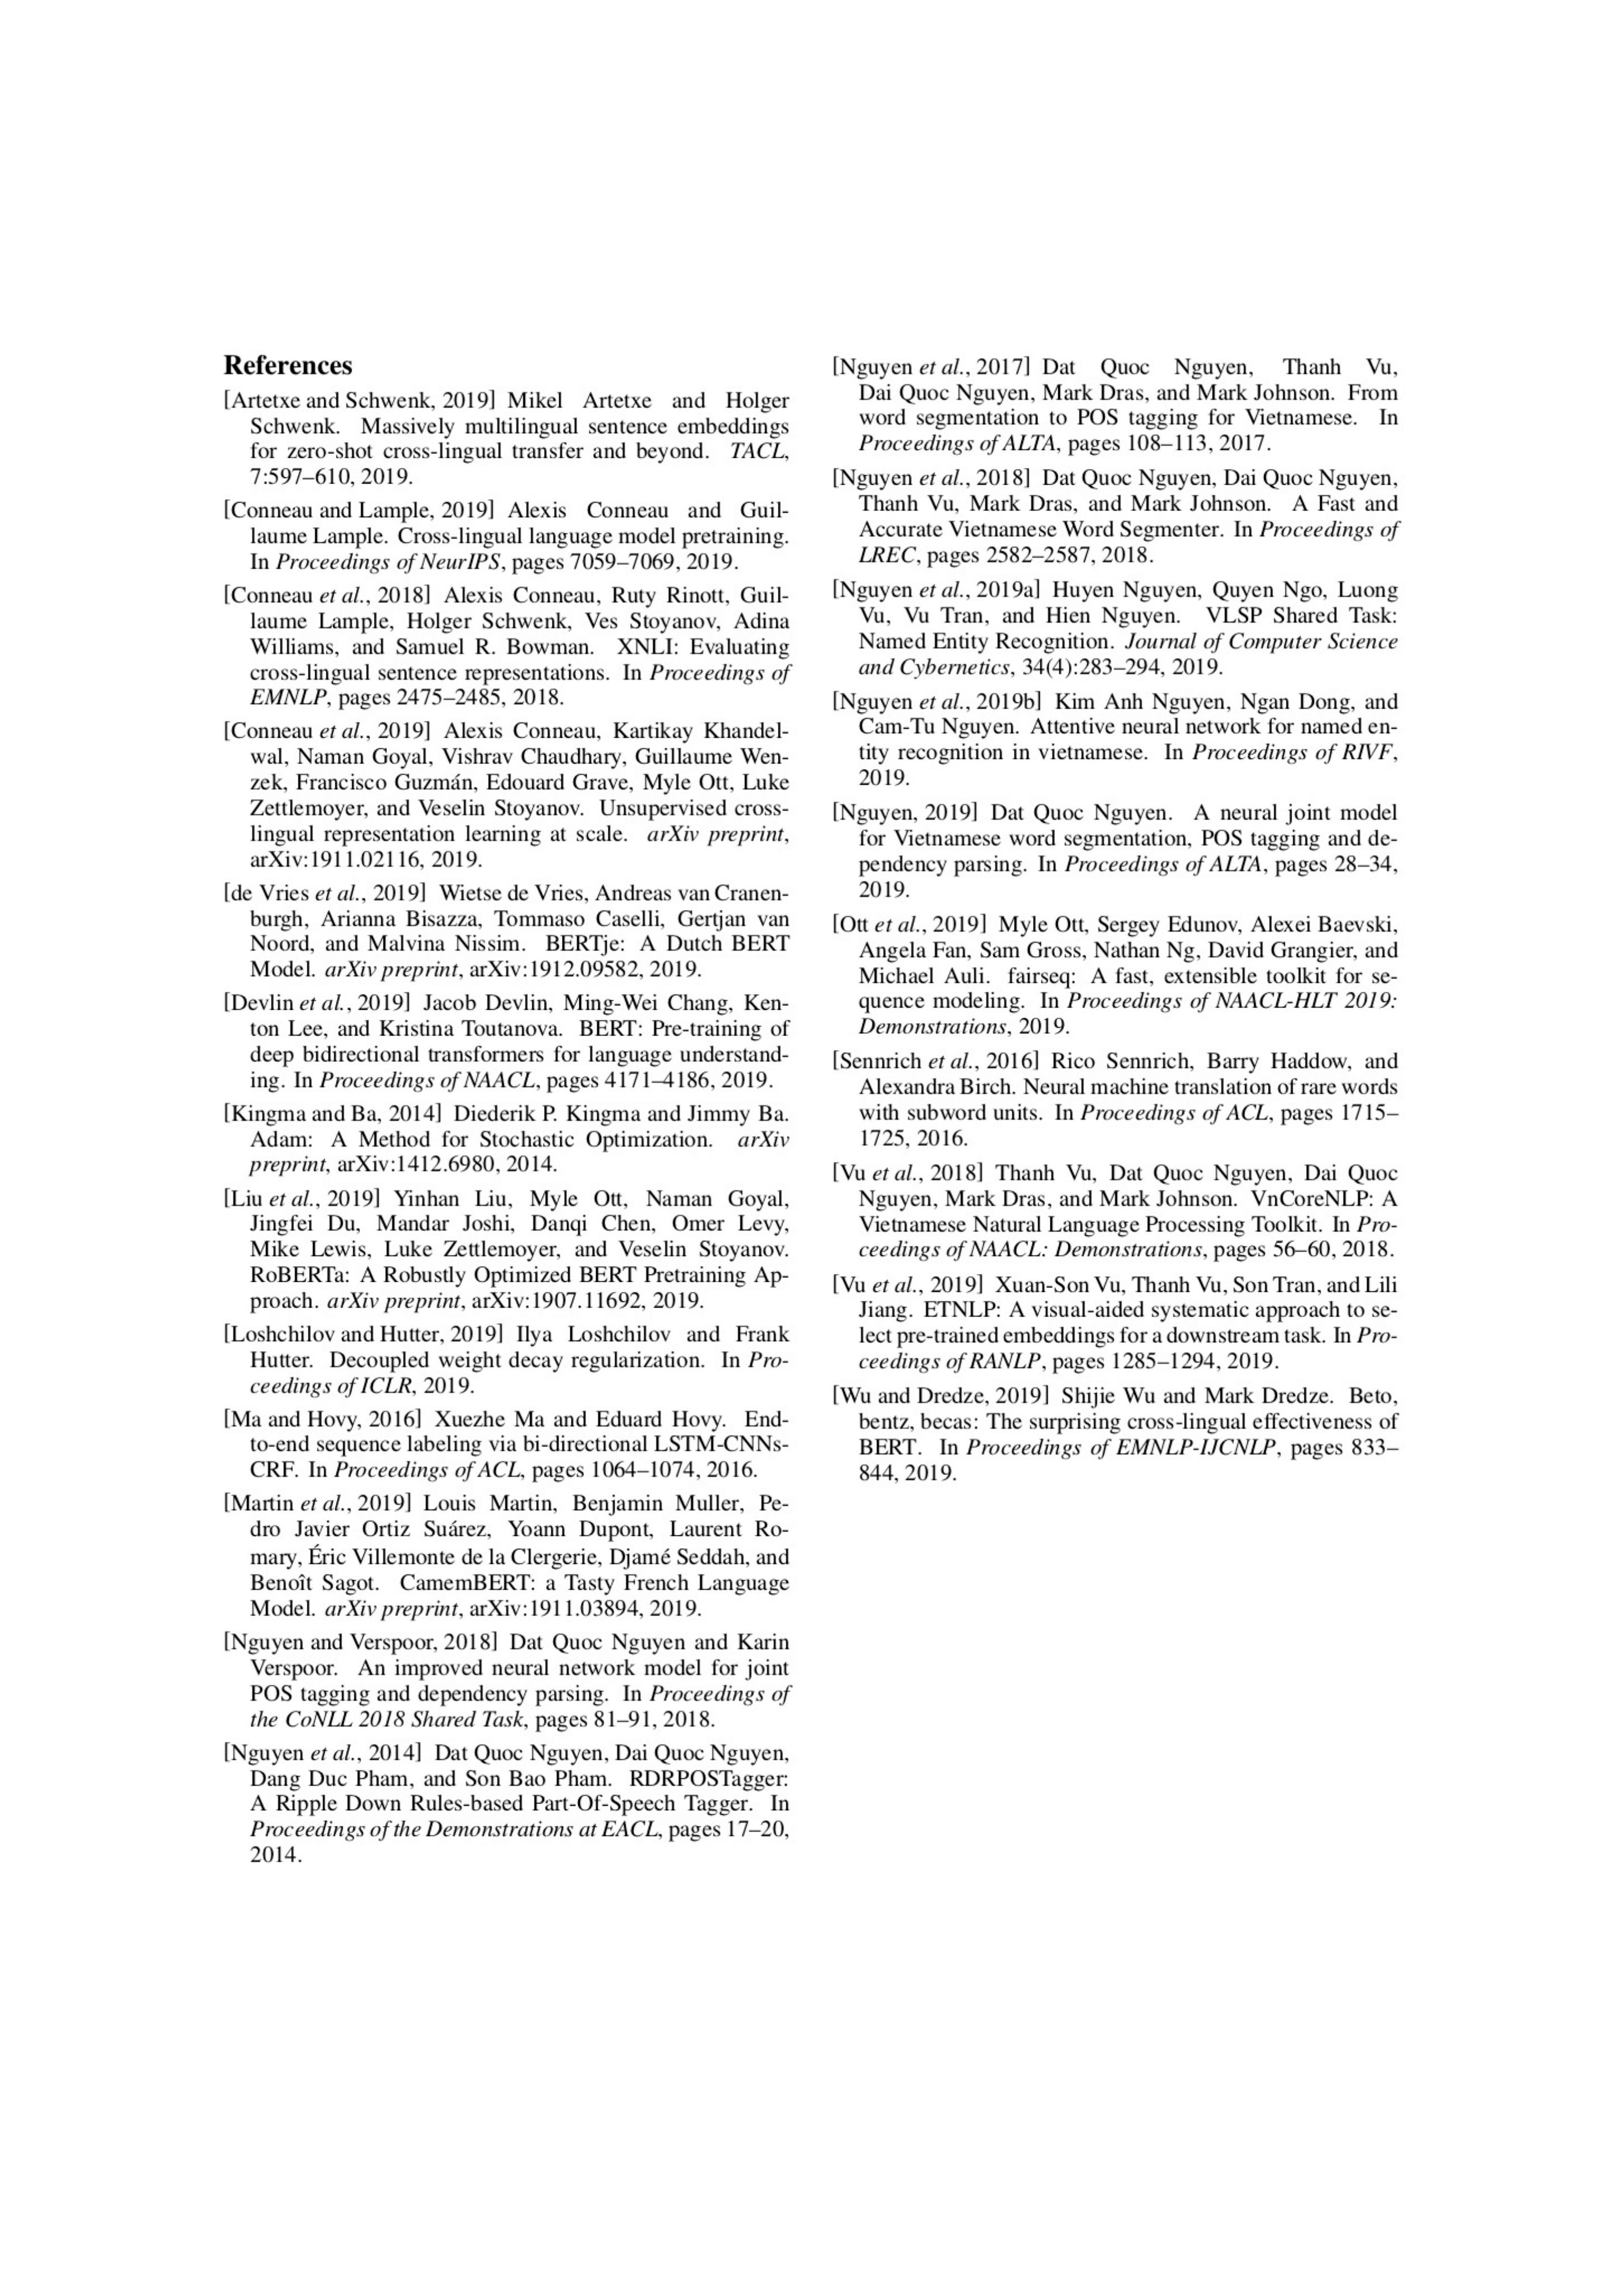 References
[Artetxe and Schwenk, 2019] Mikel Artetxe and Holger
Schwenk. Massively multilingual sentence embeddings
for zero-shot cross-lingual transfer and beyond. TACL,
7:597–610, 2019.
[Conneau and Lample, 2019] Alexis Conneau and Guil-
laume Lample. Cross-lingual language model pretraining.
In Proceedings of NeurIPS, pages 7059–7069, 2019.
[Conneau et al., 2018] Alexis Conneau, Ruty Rinott, Guil-
laume Lample, Holger Schwenk, Ves Stoyanov, Adina
Williams, and Samuel R. Bowman. XNLI: Evaluating
cross-lingual sentence representations. In Proceedings of
EMNLP, pages 2475–2485, 2018.
[Conneau et al., 2019] Alexis Conneau, Kartikay Khandel-
wal, Naman Goyal, Vishrav Chaudhary, Guillaume Wen-
zek, Francisco Guzmán, Edouard Grave, Myle Ott, Luke
Zettlemoyer, and Veselin Stoyanov. Unsupervised cross-
lingual representation learning at scale. arXiv preprint,
arXiv:1911.02116, 2019.
[de Vries et al., 2019] Wietse de Vries, Andreas van Cranen-
burgh, Arianna Bisazza, Tommaso Caselli, Gertjan van
Noord, and Malvina Nissim. BERTje: A Dutch BERT
Model. arXiv preprint, arXiv:1912.09582, 2019.
[Devlin et al., 2019] Jacob Devlin, Ming-Wei Chang, Ken-
ton Lee, and Kristina Toutanova. BERT: Pre-training of
deep bidirectional transformers for language understand-
ing. In Proceedings of NAACL, pages 4171–4186, 2019.
[Kingma and Ba, 2014] Diederik P. Kingma and Jimmy Ba.
Adam: A Method for Stochastic Optimization. arXiv
preprint, arXiv:1412.6980, 2014.
[Liu et al., 2019] Yinhan Liu, Myle Ott, Naman Goyal,
Jingfei Du, Mandar Joshi, Danqi Chen, Omer Levy,
Mike Lewis, Luke Zettlemoyer, and Veselin Stoyanov.
RoBERTa: A Robustly Optimized BERT Pretraining Ap-
proach. arXiv preprint, arXiv:1907.11692, 2019.
[Loshchilov and Hutter, 2019] Ilya Loshchilov and Frank
Hutter. Decoupled weight decay regularization. In Pro-
ceedings of ICLR, 2019.
[Ma and Hovy, 2016] Xuezhe Ma and Eduard Hovy. End-
to-end sequence labeling via bi-directional LSTM-CNNs-
CRF. In Proceedings of ACL, pages 1064–1074, 2016.
[Martin et al., 2019] Louis Martin, Benjamin Muller, Pe-
dro Javier Ortiz Suárez, Yoann Dupont, Laurent Ro-
mary, Éric Villemonte de la Clergerie, Djamé Seddah, and
Benoît Sagot. CamemBERT: a Tasty French Language
Model. arXiv preprint, arXiv:1911.03894, 2019.
[Nguyen and Verspoor, 2018] Dat Quoc Nguyen and Karin
Verspoor. An improved neural network model for joint
POS tagging and dependency parsing. In Proceedings of
the CoNLL 2018 Shared Task, pages 81–91, 2018.
[Nguyen et al., 2014] Dat Quoc Nguyen, Dai Quoc Nguyen,
Dang Duc Pham, and Son Bao Pham. RDRPOSTagger:
A Ripple Down Rules-based Part-Of-Speech Tagger. In
Proceedings of the Demonstrations at EACL, pages 17–20,
2014.
[Nguyen et al., 2017] Dat Quoc Nguyen, Thanh Vu,
Dai Quoc Nguyen, Mark Dras, and Mark Johnson. From
word segmentation to POS tagging for Vietnamese. In
Proceedings of ALTA, pages 108–113, 2017.
[Nguyen et al., 2018] Dat Quoc Nguyen, Dai Quoc Nguyen,
Thanh Vu, Mark Dras, and Mark Johnson. A Fast and
Accurate Vietnamese Word Segmenter. In Proceedings of
LREC, pages 2582–2587, 2018.
[Nguyen et al., 2019a] Huyen Nguyen, Quyen Ngo, Luong
Vu, Vu Tran, and Hien Nguyen. VLSP Shared Task:
Named Entity Recognition. Journal of Computer Science
and Cybernetics, 34(4):283–294, 2019.
[Nguyen et al., 2019b] Kim Anh Nguyen, Ngan Dong, and
Cam-Tu Nguyen. Attentive neural network for named en-
tity recognition in vietnamese. In Proceedings of RIVF,
2019.
[Nguyen, 2019] Dat Quoc Nguyen. A neural joint model
for Vietnamese word segmentation, POS tagging and de-
pendency parsing. In Proceedings of ALTA, pages 28–34,
2019.
[Ott et al., 2019] Myle Ott, Sergey Edunov, Alexei Baevski,
Angela Fan, Sam Gross, Nathan Ng, David Grangier, and
Michael Auli. fairseq: A fast, extensible toolkit for se-
quence modeling. In Proceedings of NAACL-HLT 2019:
Demonstrations, 2019.
[Sennrich et al., 2016] Rico Sennrich, Barry Haddow, and
Alexandra Birch. Neural machine translation of rare words
with subword units. In Proceedings of ACL, pages 1715–
1725, 2016.
[Vu et al., 2018] Thanh Vu, Dat Quoc Nguyen, Dai Quoc
Nguyen, Mark Dras, and Mark Johnson. VnCoreNLP: A
Vietnamese Natural Language Processing Toolkit. In Pro-
ceedings of NAACL: Demonstrations, pages 56–60, 2018.
[Vu et al., 2019] Xuan-Son Vu, Thanh Vu, Son Tran, and Lili
Jiang. ETNLP: A visual-aided systematic approach to se-
lect pre-trained embeddings for a downstream task. In Pro-
ceedings of RANLP, pages 1285–1294, 2019.
[Wu and Dredze, 2019] Shijie Wu and Mark Dredze. Beto,
bentz, becas: The surprising cross-lingual effectiveness of
BERT. In Proceedings of EMNLP-IJCNLP, pages 833–
844, 2019.